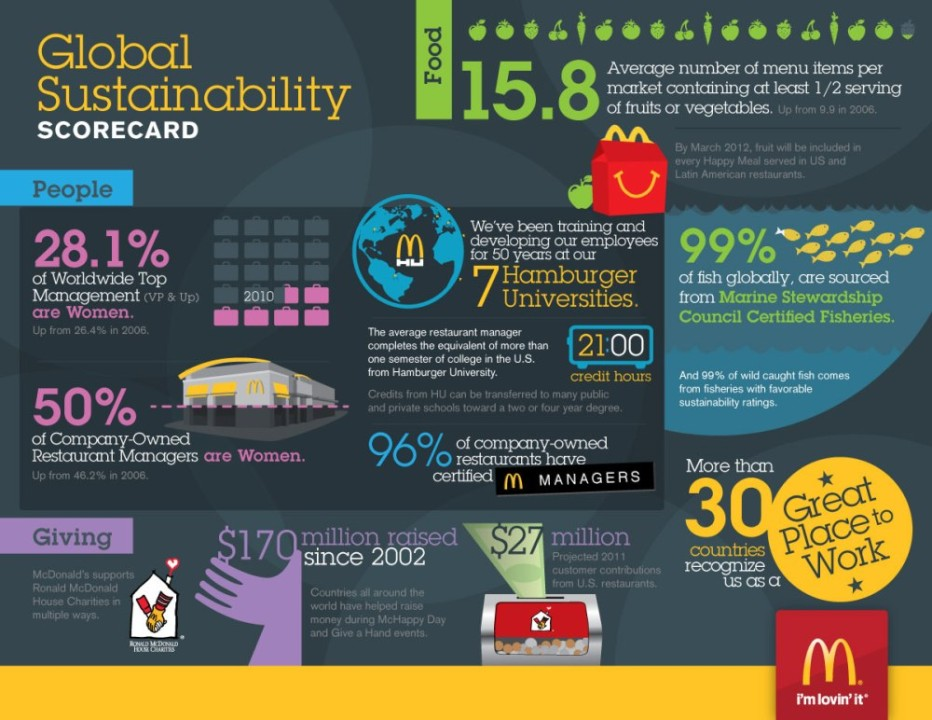 Global
Sustainability
SCORECARD
Food
15.8
Average number of menu items per
market containing at least 1/2 serving
of fruits or vegetables. Up from 9.9 in 2006.
By March 2012, fruit will be included in
every Happy Meal served in US and
Latin American restaurants.
People
28.1%
of Worldwide Top
Management (VP & Up)
are Women.
Up from 26.4% in 2006.
2010
HU
We've been training and
developing our employees
for 50 years at our
7 Hamburger
Universities.
The average restaurant manager
completes the equivalent of more than
one semester of college in the U.S.
from Hamburger University.
21:00
credit hours
Credits from HU can be transferred to many public
and private schools toward a two or four year degree.
99%
of fish globally, are sourced
from Marine Stewardship
Council Certified Fisheries.
And 99% of wild caught fish comes
from fisheries with favorable
sustainability ratings.
50%
of Company-Owned
Restaurant Managers are Women.
Up from 46.2% in 2006.
96% of company-owned
restaurants have
certified M MANAGERS
More than
30
countries
recognize
us as a
Great
Place to
Work
Giving
McDonald's supports
Ronald McDonald
House Charities in
multiple ways.
RONALD MCDONALD
HOUSE CHARITIES
$170 million raised
since 2002
Countries all around the
world have helped raise
money during McHappy Day
and Give a Hand events.
$27 million
Projected 2011
customer contributions
from U.S. restaurants.
i'm lovin' it